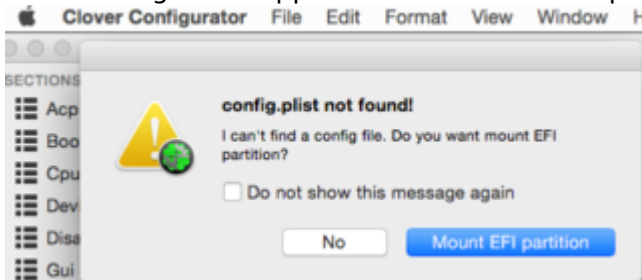 Clover Configurator File Edit Format View Window
SECTIONS
config.plist not found!
Acp
I can't find a config file. Do you want mount EFI
partition?
Boo
Cpu
Do not show this message again
Dev
Disa
No Mount EFI partition
Gui